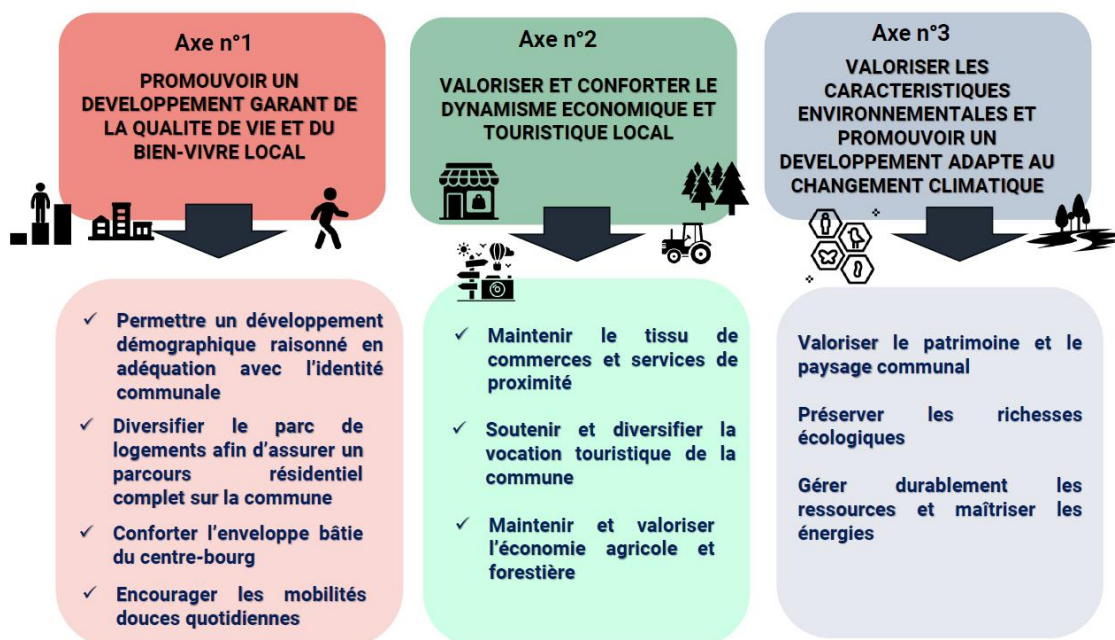 Axe n°1
PROMOUVOIR UN
DEVELOPPEMENT GARANT DE
LA QUALITE DE VIE ET DU
BIEN-VIVRE LOCAL
✓ Permettre un développement
démographique raisonné en
adéquation avec l'identité
communale
✓ Diversifier le parc de
logements afin d'assurer un
parcours résidentiel
complet sur la commune
✓ Conforter l'enveloppe bâtie
du centre-bourg
✓ Encourager les mobilités
douces quotidiennes
Axe n°2
VALORISER ET CONFORTER LE
DYNAMISME ECONOMIQUE ET
TOURISTIQUE LOCAL
✓ Maintenir le tissu de
commerces et services de
proximité
✓ Soutenir et diversifier la
vocation touristique de la
commune
✓ Maintenir et valoriser
l'économie agricole et
forestière
Axe n°3
VALORISER LES
CARACTERISTIQUES
ENVIRONNEMENTALES ET
PROMOUVOIR UN
DEVELOPPEMENT ADAPTE AU
CHANGEMENT CLIMATIQUE
Valoriser le patrimoine et le
paysage communal
Préserver les richesses
écologiques
Gérer durablement les
ressources et maîtriser les
énergies